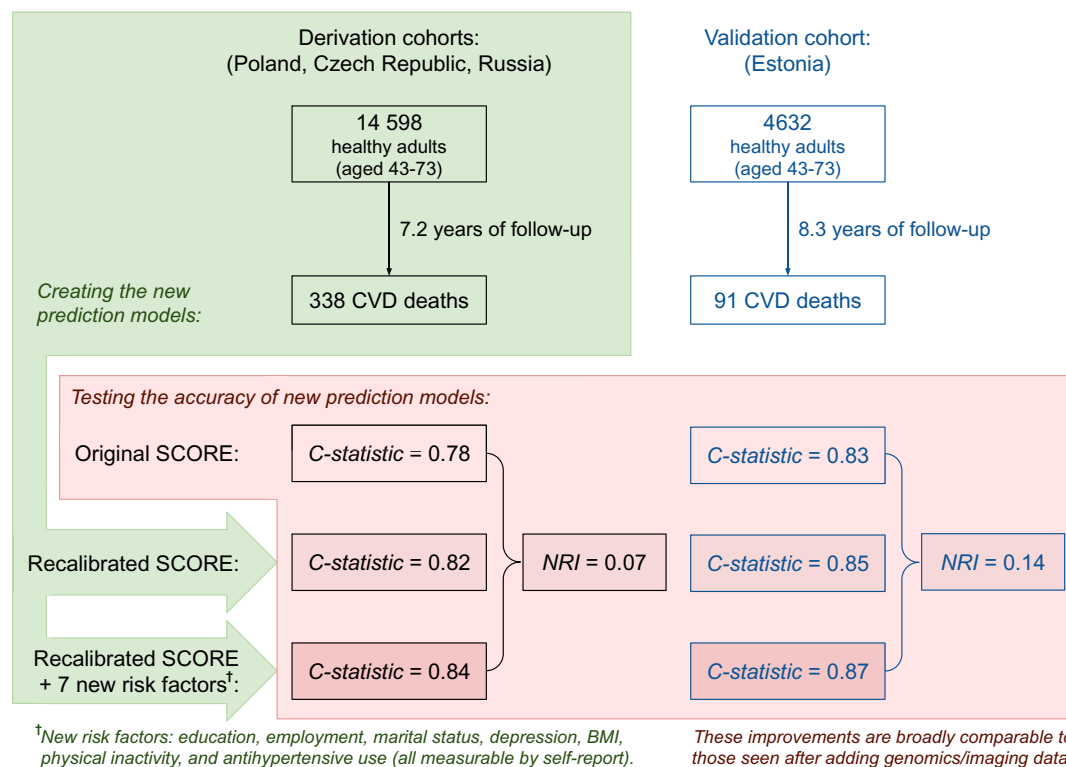 Derivation cohorts:
(Poland, Czech Republic, Russia)
14 598
healthy adults
(aged 43-73)
7.2 years of follow-up
338 CVD deaths
Validation cohort:
(Estonia)
4632
healthy adults
(aged 43-73)
8.3 years of follow-up
91 CVD deaths
Creating the new
prediction models:
Testing the accuracy of new prediction models:
Original SCORE:
C-statistic = 0.78
C-statistic = 0.83
Recalibrated SCORE:
C-statistic = 0.82
NRI = 0.07
C-statistic = 0.85
NRI = 0.14
Recalibrated SCORE
+ 7 new risk factors†:
C-statistic = 0.84
C-statistic = 0.87
†New risk factors: education, employment, marital status, depression, BMI,
physical inactivity, and antihypertensive use (all measurable by self-report).
These improvements are broadly comparable to
those seen after adding genomics/imaging data